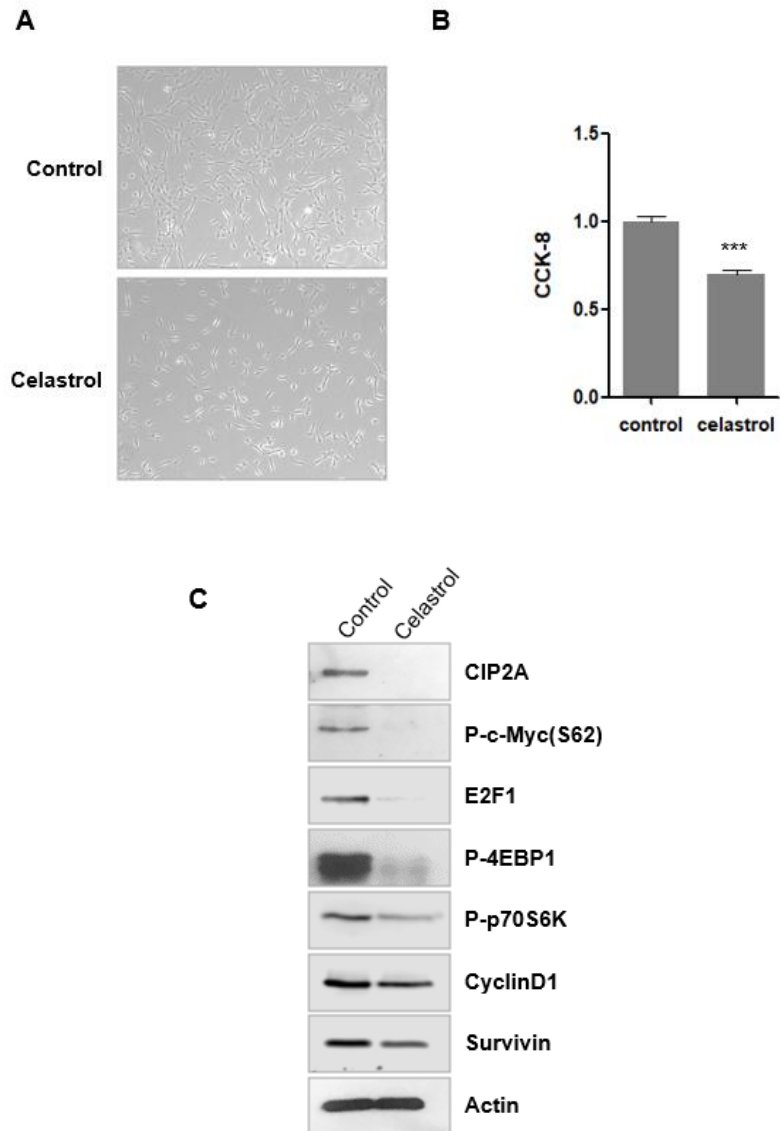 A
Control
Celastrol
B
1.5
1.0
0.5
0.0
CCK-8
***
control celastrol
C
Control Celastrol
CIP2A
P-c-Myc(S62)
E2F1
P-4EBP1
P-p70S6K
CyclinD1
Survivin
Actin